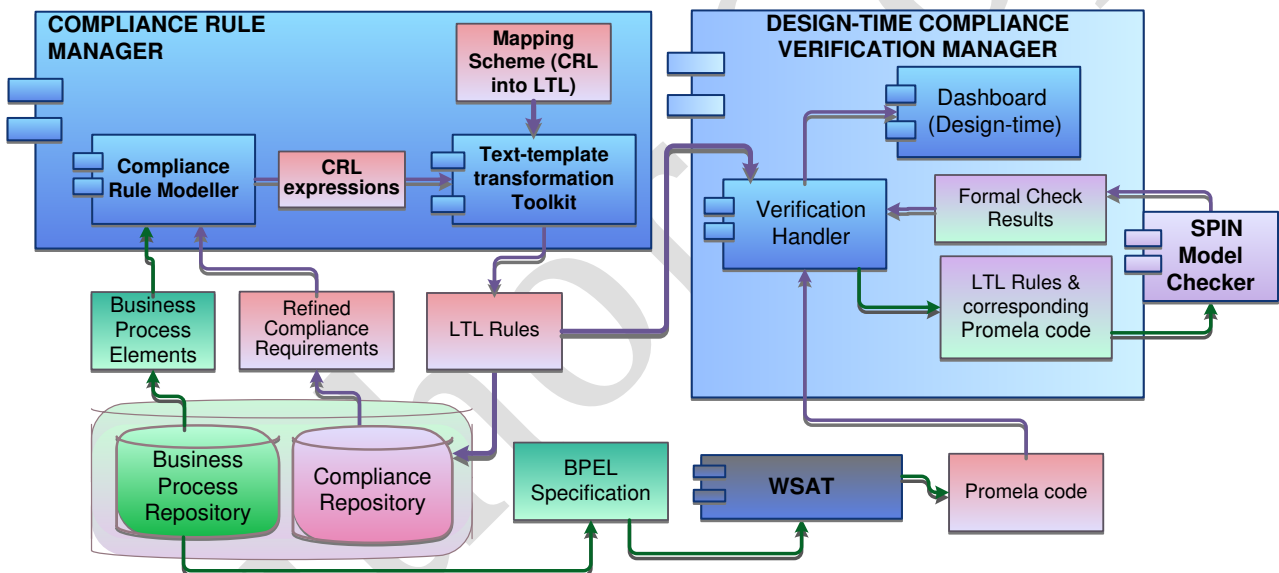 COMPLIANCE RULE
MANAGER
Mapping
Scheme (CRL
into LTL)
Compliance
Rule Modeller
CRL
expressions
Text-template
transformation
Toolkit
DESIGN-TIME COMPLIANCE
VERIFICATION MANAGER
Dashboard
(Design-time)
Verification
Handler
Formal Check
Results
SPIN
Model
Checker
LTL Rules &
corresponding
Promela code
Business
Process
Elements
Refined
Compliance
Requirements
LTL Rules
Business
Process
Repository
Compliance
Repository
BPEL
Specification
WSAT
Promela code